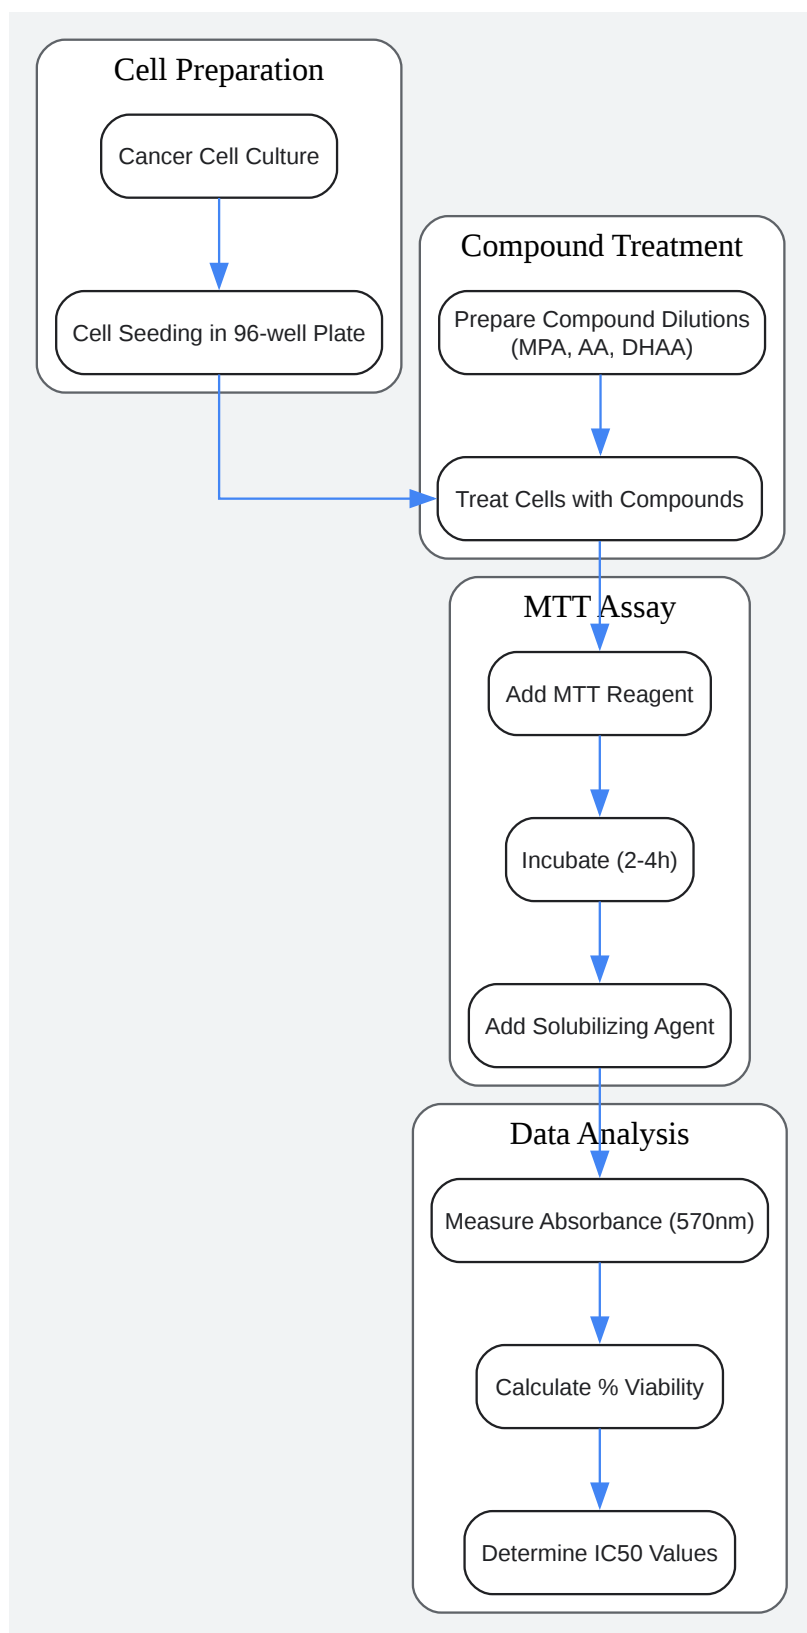 Cell Preparation
Cancer Cell Culture
Cell Seeding in 96-well Plate
Compound Treatment
Prepare Compound Dilutions
(MPA, AA, DHAA)
Treat Cells with Compounds
MTT Assay
Add MTT Reagent
Incubate (2-4h)
Add Solubilizing Agent
Data Analysis
Measure Absorbance (570nm)
Calculate % Viability
Determine IC50 Values